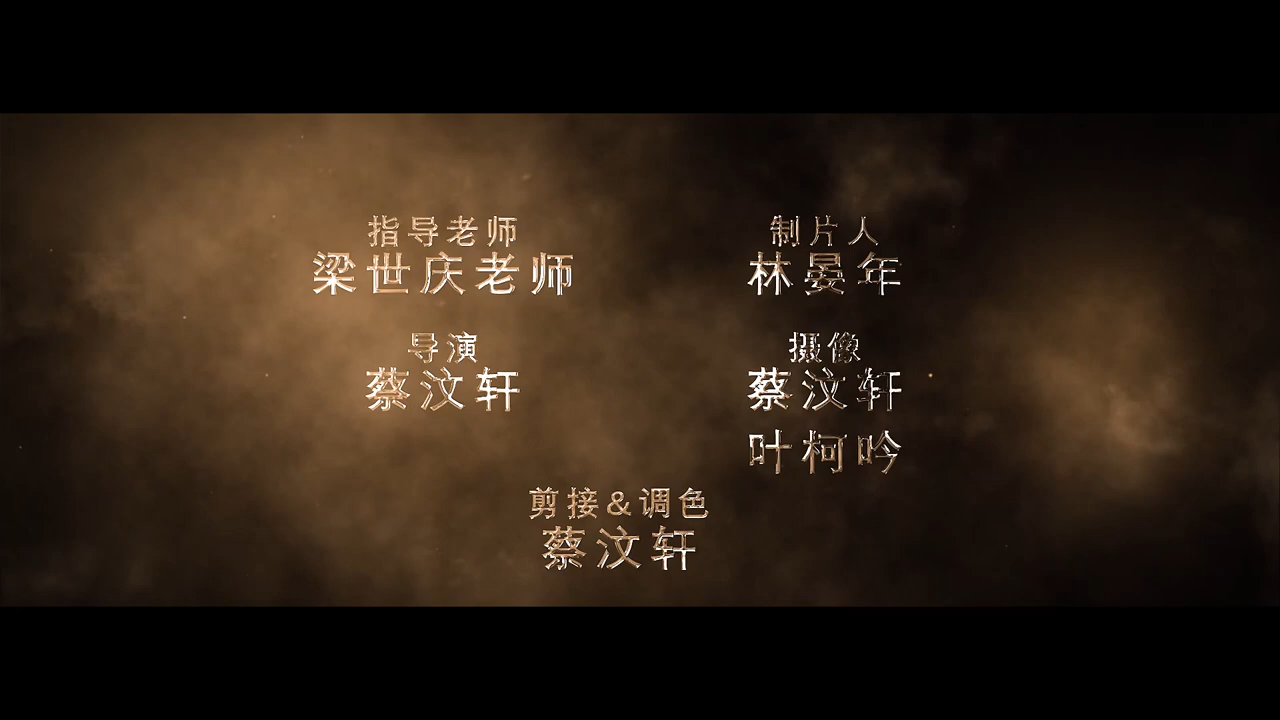 指导老师
梁世庆老师
制片人
林晏年
导演
蔡汶轩
摄像
蔡汶轩
叶柯吟
剪接&调色
蔡汶轩